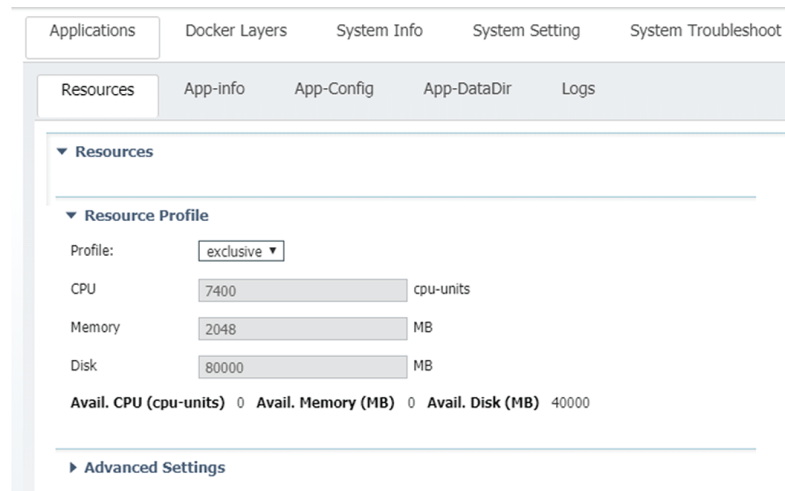 Applications Docker Layers System Info System Setting System Troubleshoot
Resources App-info App-Config App-DataDir Logs
Resources
Resource Profile
Profile: exclusive
CPU 7400 cpu-units
Memory 2048 MB
Disk 80000 MB
Avail. CPU (cpu-units) 0 Avail. Memory (MB) 0 Avail. Disk (MB) 40000
Advanced Settings